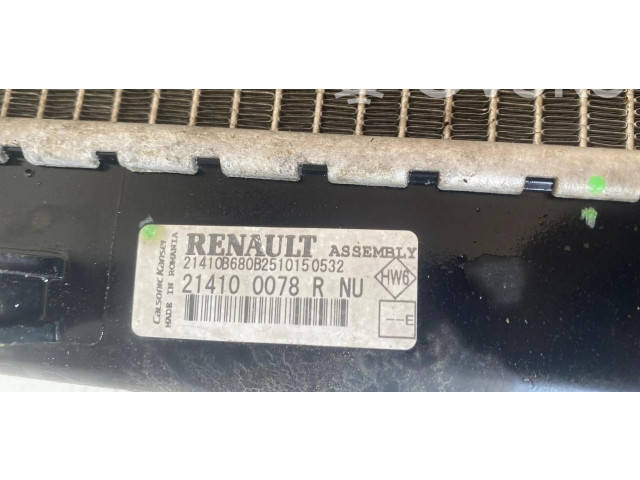 RENAULT ASSEMBLY
21410B680B2510150532
21410 0078 R NU
HW6
--E
Calsonic Kansei
MADE IN ROMANIA